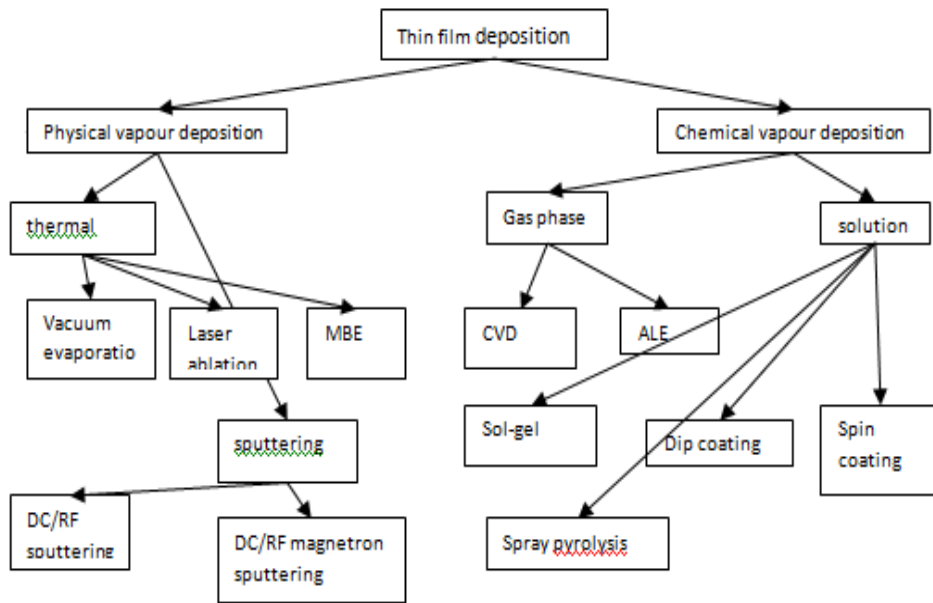 Thin film deposition
Physical vapour deposition
Chemical vapour deposition
thermal
Gas phase
solution
Vacuum
evaporatio
Laser
ablation
MBE
CVD
ALE
sputtering
Sol-gel
Dip coating
Spin
coating
DC/RF
sputtering
DC/RF magnetron
sputtering
Spray pyrolysis